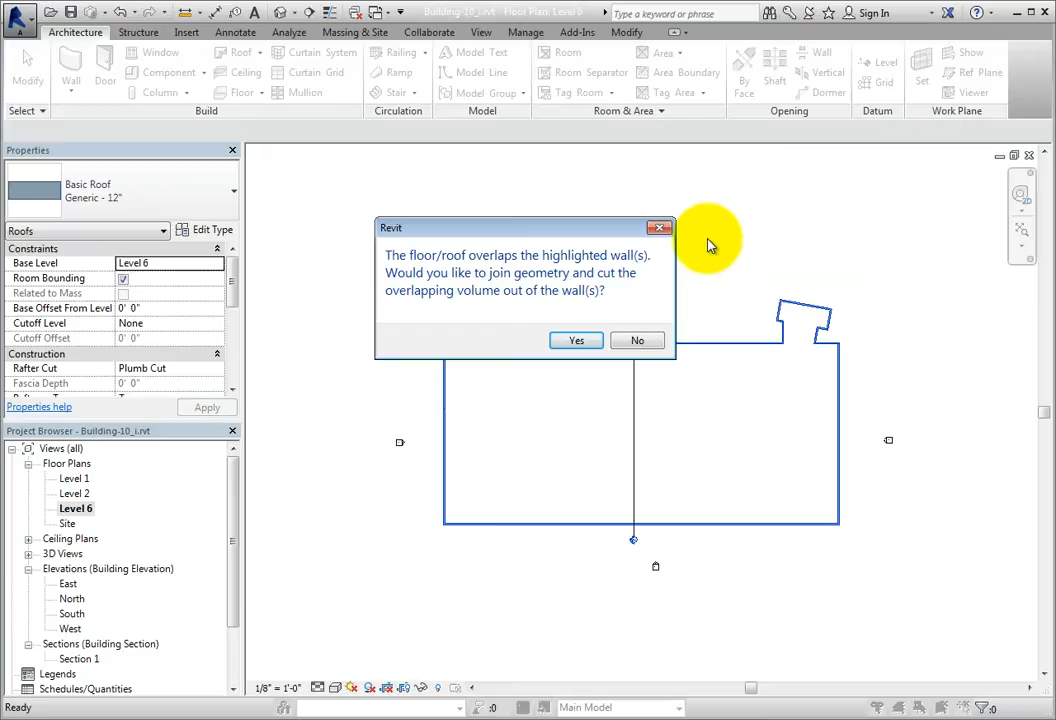 Building-10_i.rvt - Floor Plan: Level 6
Type a keyword or phrase
Sign In
Architecture Structure Insert Annotate Analyze Massing & Site Collaborate View Manage Add-Ins Modify
Modify
Wall
Door
Window
Component
Column
Roof
Ceiling
Floor
Curtain System
Curtain Grid
Mullion
Railing
Ramp
Stair
Model Text
Model Line
Model Group
Room
Room Separator
Tag Room
Area
Area Boundary
Tag Area
By
Face
Shaft
Wall
Vertical
Dormer
Level
Grid
Set
Show
Ref Plane
Viewer
Select
Build
Circulation
Model
Room & Area
Opening
Datum
Work Plane
Properties
Basic Roof
Generic - 12"
Roofs
Edit Type
Constraints
Base Level Level 6
Room Bounding
Related to Mass
Base Offset From Level 0' 0"
Cutoff Level None
Cutoff Offset 0' 0"
Construction
Rafter Cut Plumb Cut
Fascia Depth 0' 0"
Properties help
Apply
Project Browser - Building-10_i.rvt
Views (all)
Floor Plans
Level 1
Level 2
Level 6
Site
Ceiling Plans
3D Views
Elevations (Building Elevation)
East
North
South
West
Sections (Building Section)
Section 1
Legends
Schedules/Quantities
Revit
The floor/roof overlaps the highlighted wall(s).
Would you like to join geometry and cut the
overlapping volume out of the wall(s)?
Yes
No
2D
1/8" = 1'-0"
Ready
:0
Main Model
:0